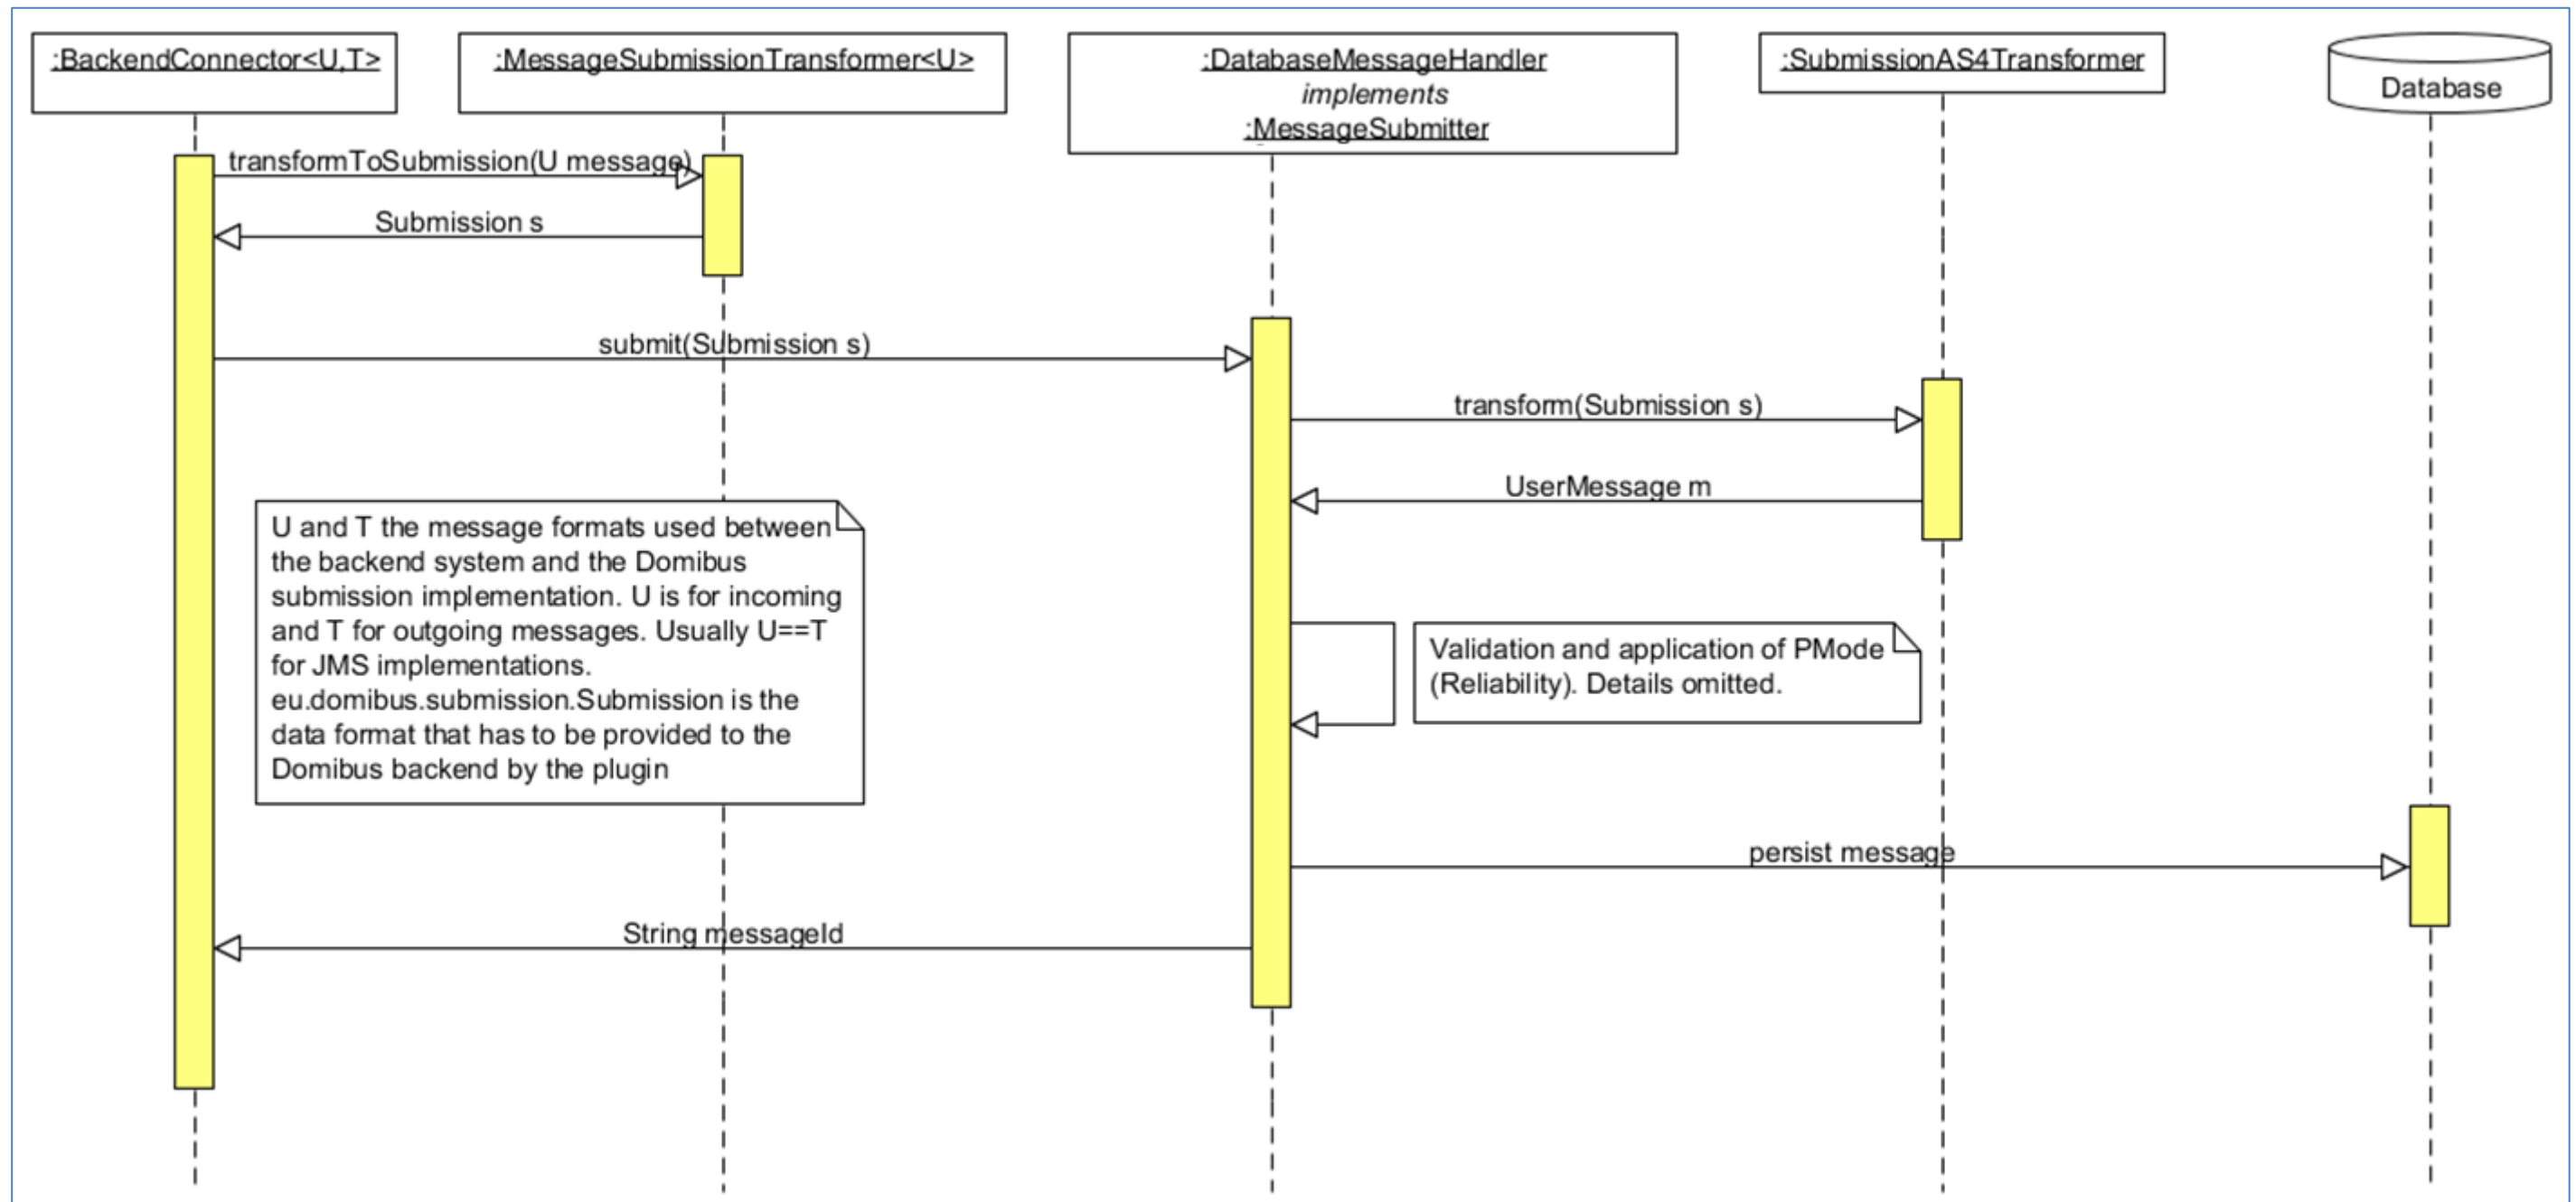 :BackendConnector<U,T>
:MessageSubmissionTransformer<U>
:DatabaseMessageHandler
implements
:MessageSubmitter
:SubmissionAS4Transformer
Database
transformToSubmission(U message)
Submission s
submit(Submission s)
transform(Submission s)
UserMessage m
U and T the message formats used between
the backend system and the Domibus
submission implementation. U is for incoming
and T for outgoing messages. Usually U==T
for JMS implementations.
eu.domibus.submission.Submission is the
data format that has to be provided to the
Domibus backend by the plugin
Validation and application of PMode
(Reliability). Details omitted.
persist message
String messageId